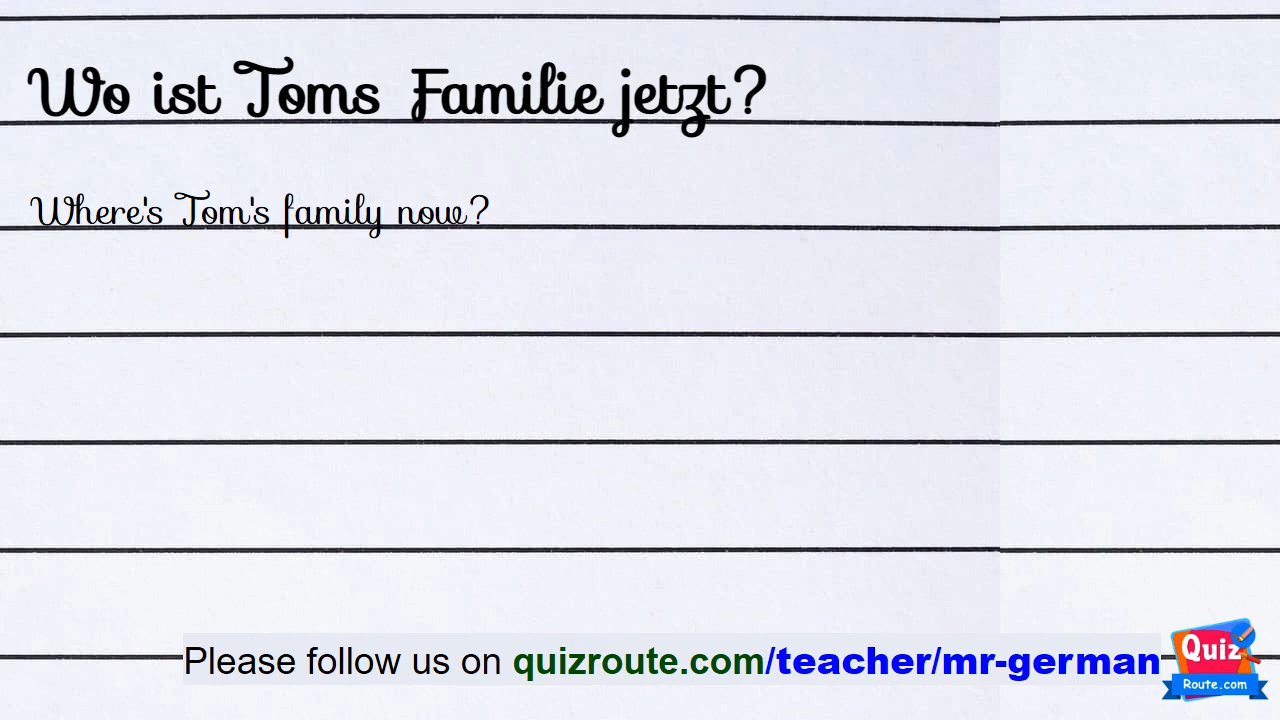 Wo ist Toms Familie jetzt?
Where's Tom's family now?
Please follow us on quizroute.com/teacher/mr-german
Quiz
Route.com